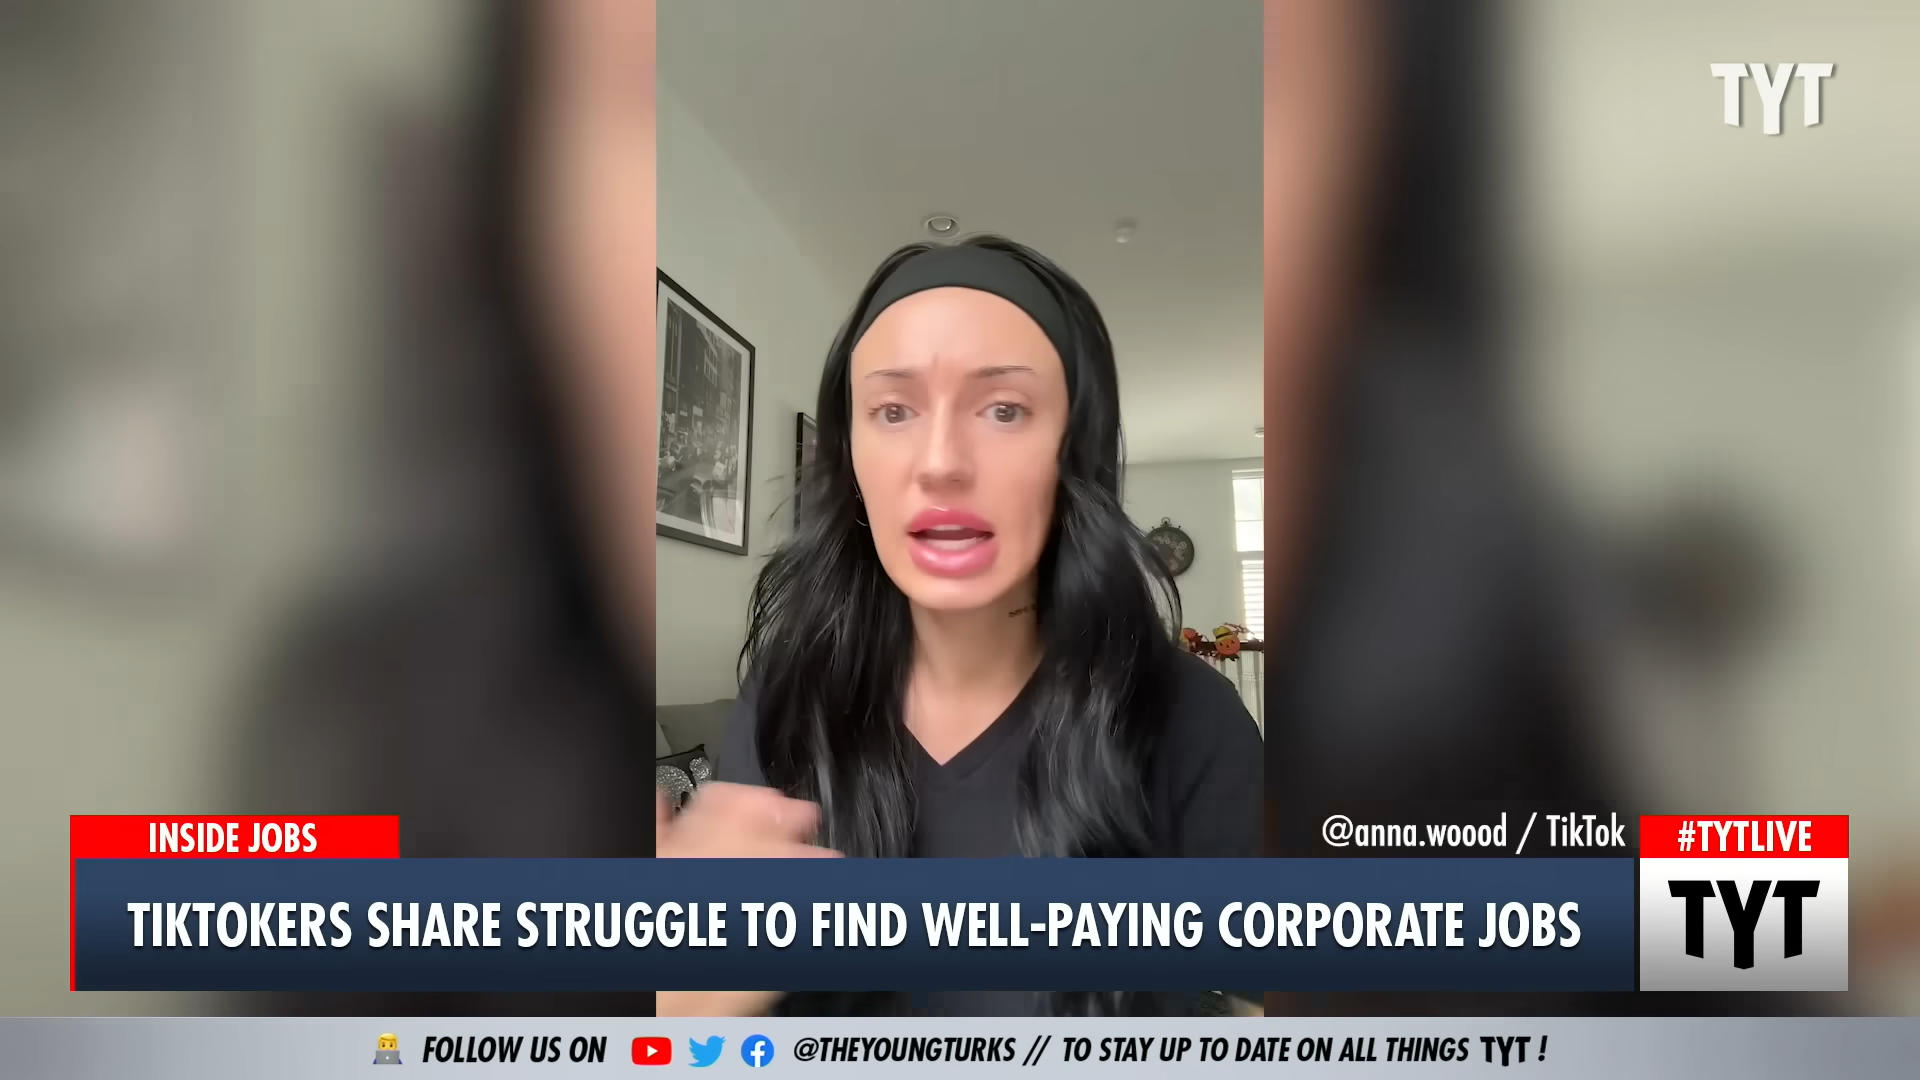 TYT
INSIDE JOBS
@anna.woood / TikTok
#TYTLIVE
TIKTOKERS SHARE STRUGGLE TO FIND WELL-PAYING CORPORATE JOBS
TYT
FOLLOW US ON @THEYOUNGTURKS // TO STAY UP TO DATE ON ALL THINGS TYT !